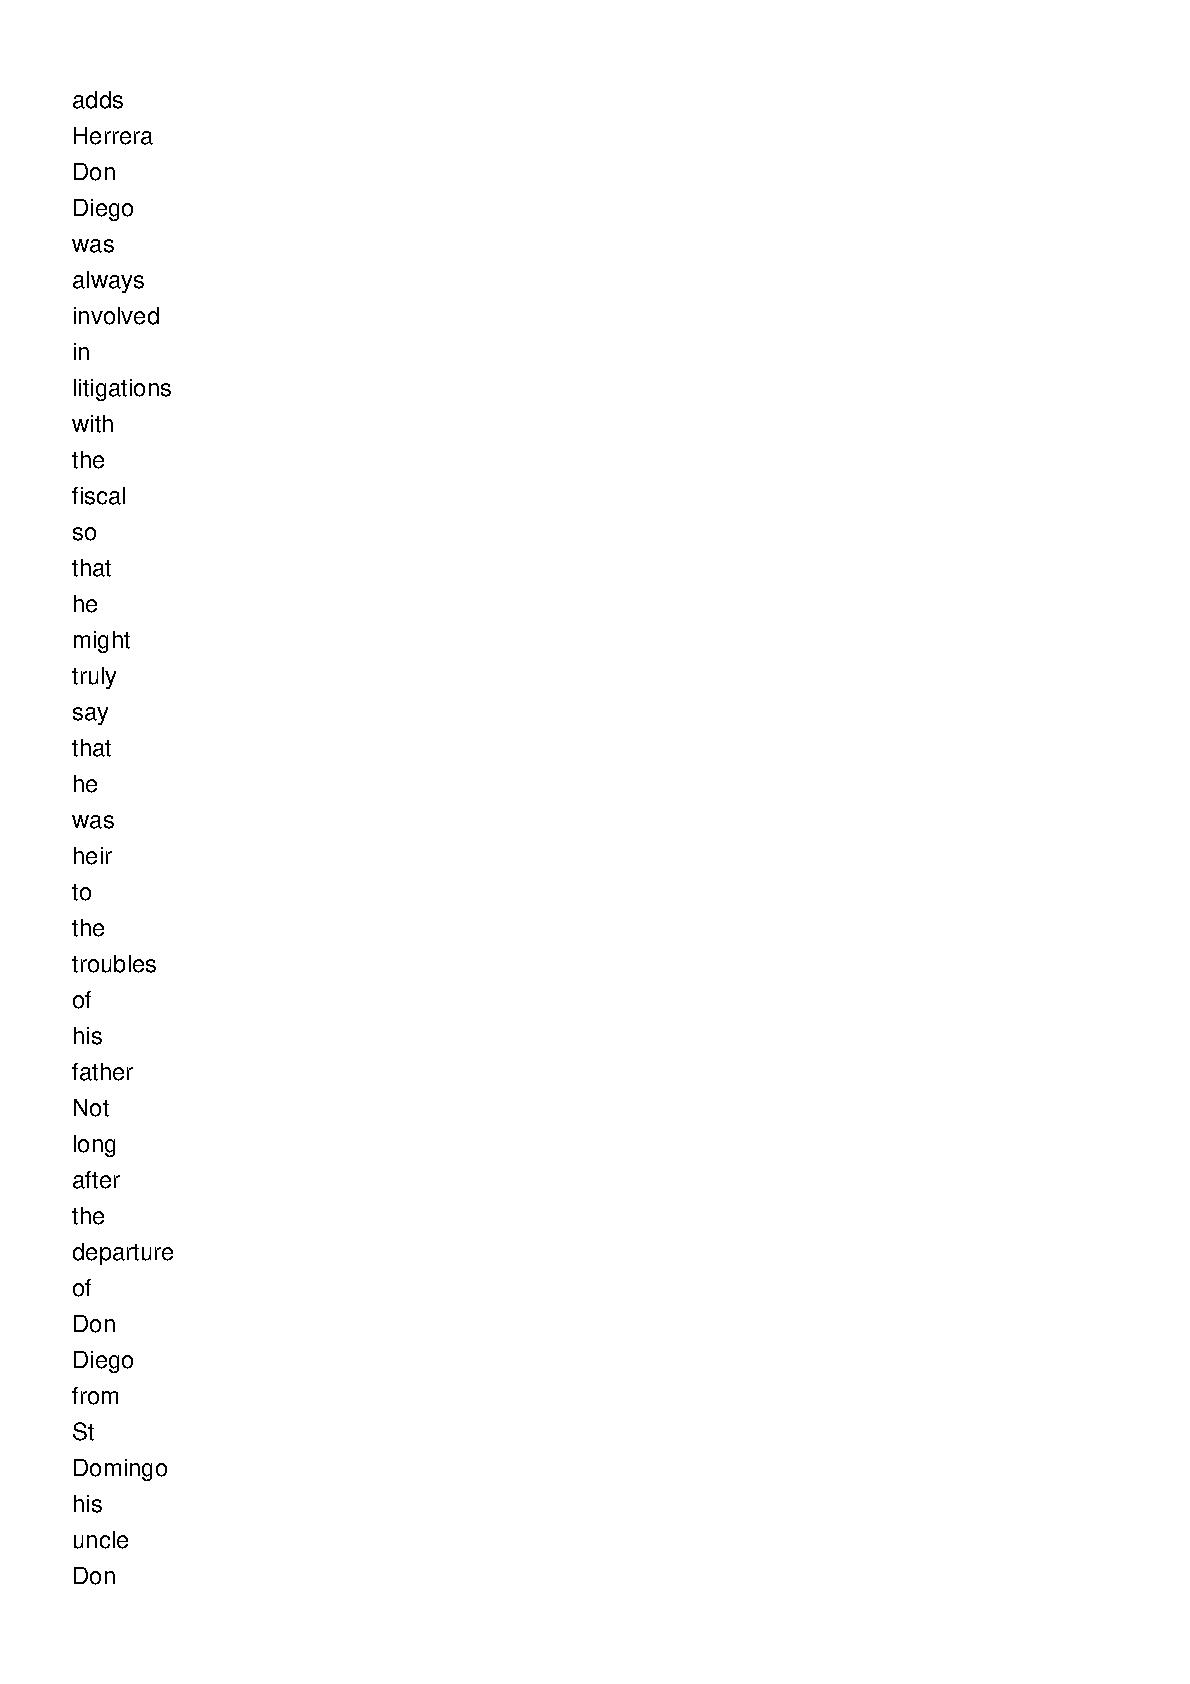 adds
Herrera
Don
Diego
was
always
involved
in
litigations
with
the
fiscal
so
that
he
might
truly
say
that
he
was
heir
to
the
troubles
of
his
father
Not
long
after
the
departure
of
Don
Diego
from
St
Domingo
his
uncle
Don